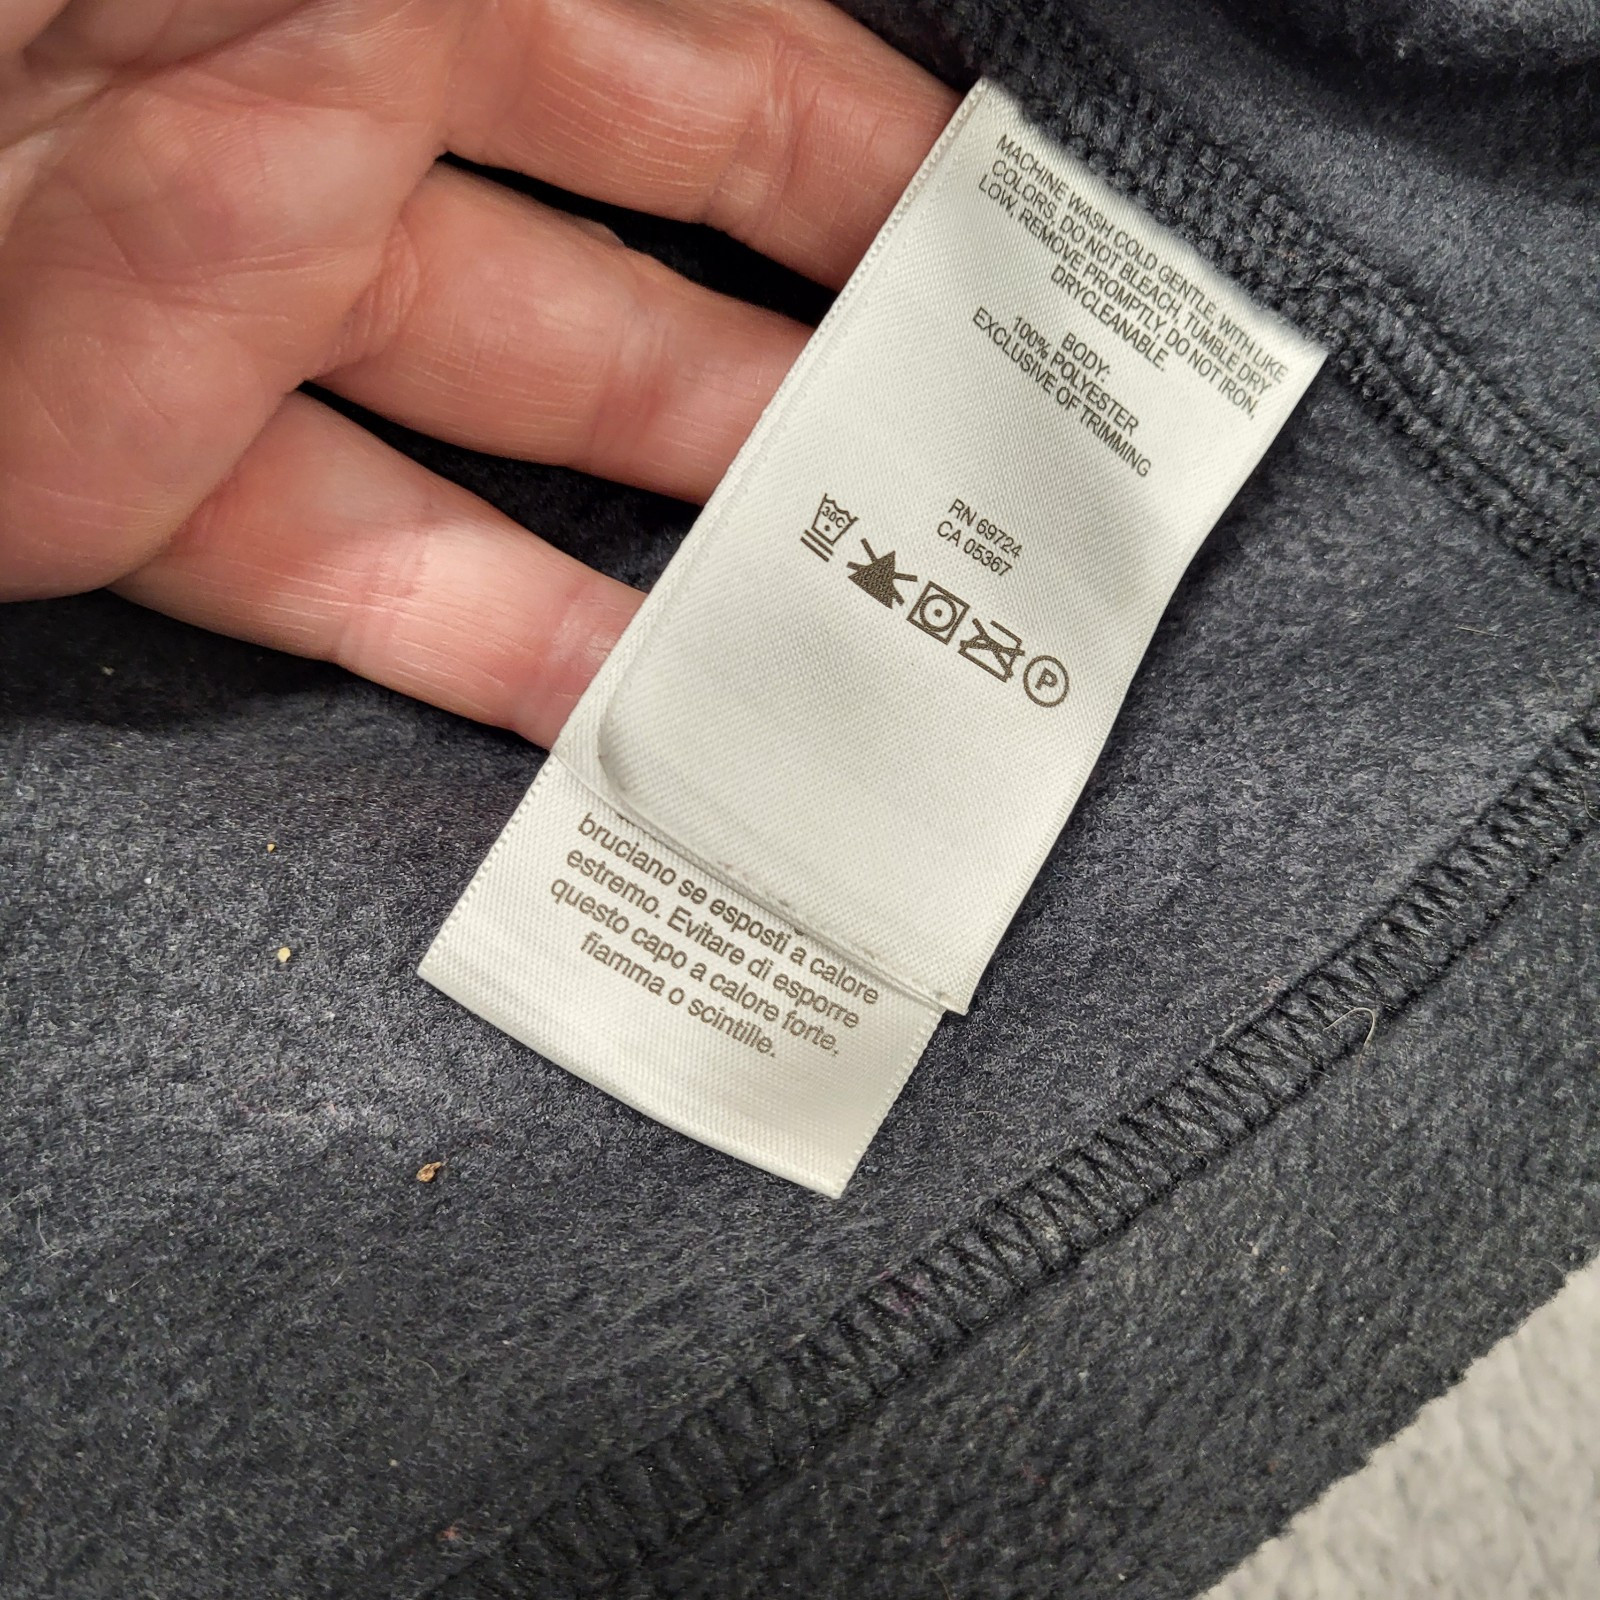 MACHINE WASH COLD GENTLE, WITH LIKE
COLORS, DO NOT BLEACH, TUMBLE DRY
LOW, REMOVE PROMPTLY, DO NOT IRON,
DRYCLEANABLE.
BODY:
100% POLYESTER
EXCLUSIVE OF TRIMMING
RN 69724
CA 05367
30C
P
bruciano se esposti a calore
estremo. Evitare di esporre
questo capo a calore forte,
fiamma o scintille.